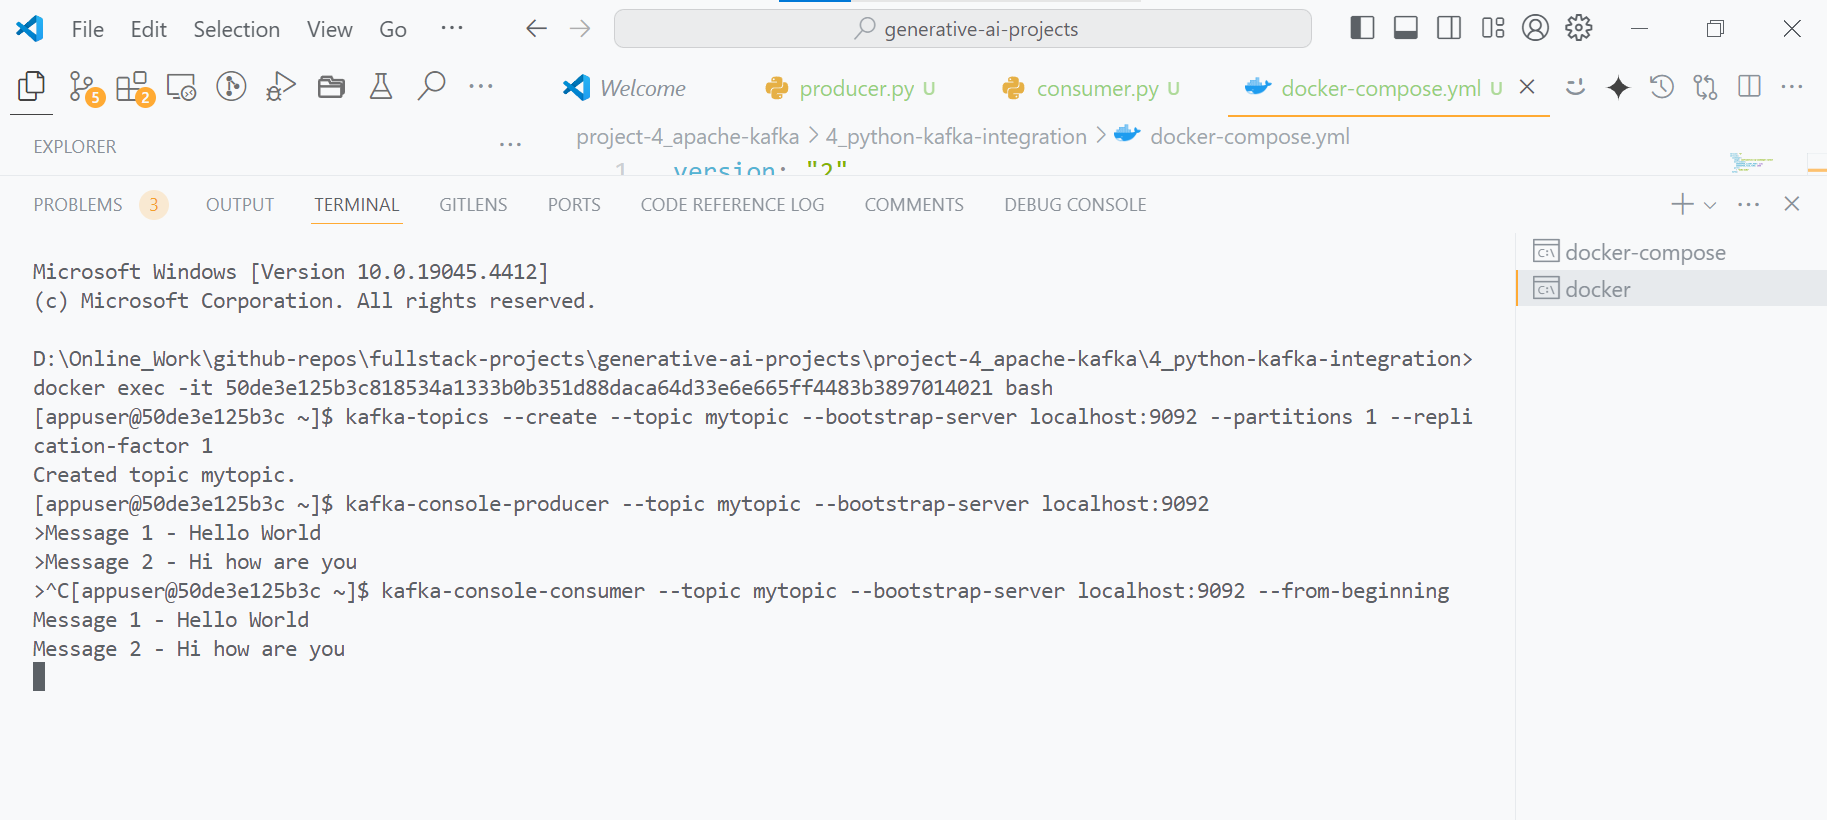 File Edit Selection View Go ··· generative-ai-projects
5 2 ··· Welcome producer.py U consumer.py U docker-compose.yml U ···
EXPLORER ··· project-4_apache-kafka > 4_python-kafka-integration > docker-compose.yml
1 version: "2"
PROBLEMS 3 OUTPUT TERMINAL GITLENS PORTS CODE REFERENCE LOG COMMENTS DEBUG CONSOLE ···
docker-compose
docker
Microsoft Windows [Version 10.0.19045.4412]
(c) Microsoft Corporation. All rights reserved.
D:\Online_Work\github-repos\fullstack-projects\generative-ai-projects\project-4_apache-kafka\4_python-kafka-integration>
docker exec -it 50de3e125b3c818534a1333b0b351d88daca64d33e6e665ff4483b3897014021 bash
[appuser@50de3e125b3c ~]$ kafka-topics --create --topic mytopic --bootstrap-server localhost:9092 --partitions 1 --repli
cation-factor 1
Created topic mytopic.
[appuser@50de3e125b3c ~]$ kafka-console-producer --topic mytopic --bootstrap-server localhost:9092
>Message 1 - Hello World
>Message 2 - Hi how are you
>^C[appuser@50de3e125b3c ~]$ kafka-console-consumer --topic mytopic --bootstrap-server localhost:9092 --from-beginning
Message 1 - Hello World
Message 2 - Hi how are you